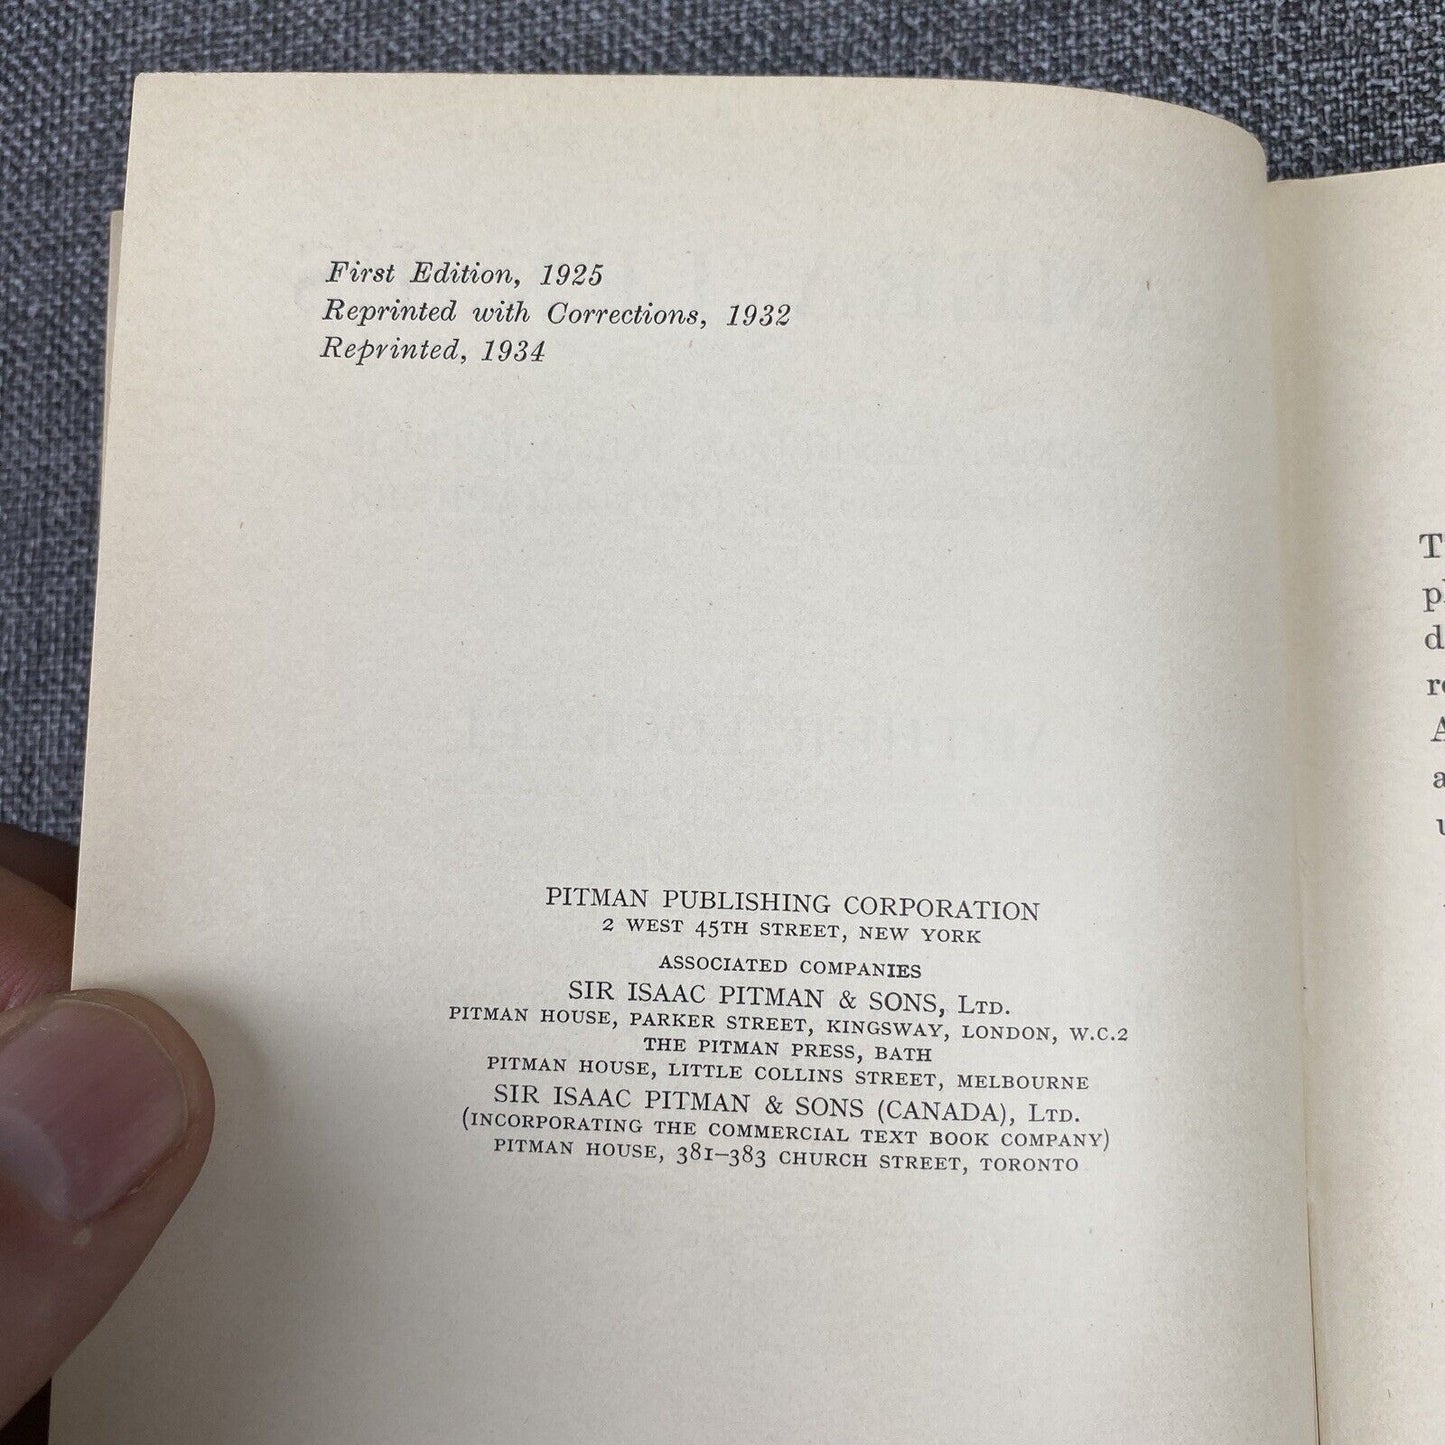 First Edition, 1925
Reprinted with Corrections, 1932
Reprinted, 1934
PITMAN PUBLISHING CORPORATION
2 WEST 45TH STREET, NEW YORK
ASSOCIATED COMPANIES
SIR ISAAC PITMAN & SONS, LTD.
PITMAN HOUSE, PARKER STREET, KINGSWAY, LONDON, W.C.2
THE PITMAN PRESS, BATH
PITMAN HOUSE, LITTLE COLLINS STREET, MELBOURNE
SIR ISAAC PITMAN & SONS (CANADA), LTD.
(INCORPORATING THE COMMERCIAL TEXT BOOK COMPANY)
PITMAN HOUSE, 381–383 CHURCH STREET, TORONTO